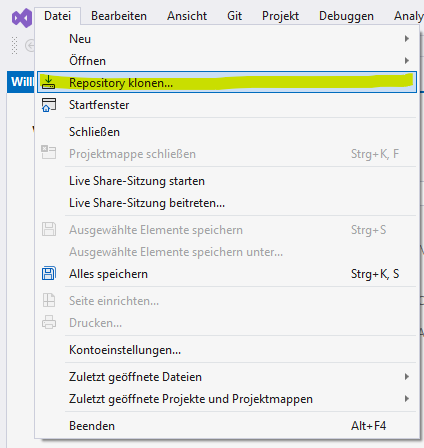 Datei Bearbeiten Ansicht Git Projekt Debuggen Analy
Neu
Öffnen
Repository klonen...
Startfenster
Schließen
Projektmappe schließen Strg+K, F
Live Share-Sitzung starten
Live Share-Sitzung beitreten...
Ausgewählte Elemente speichern Strg+S
Ausgewählte Elemente speichern unter...
Alles speichern Strg+K, S
Seite einrichten...
Drucken...
Kontoeinstellungen...
Zuletzt geöffnete Dateien
Zuletzt geöffnete Projekte und Projektmappen
Beenden Alt+F4